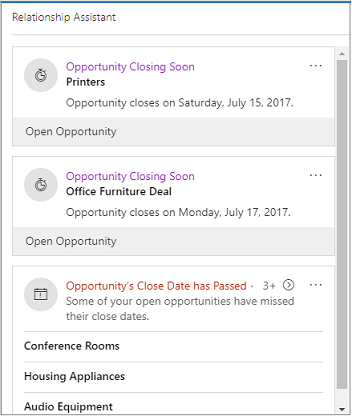 Relationship Assistant
Opportunity Closing Soon ...
Printers
Opportunity closes on Saturday, July 15, 2017.
Open Opportunity
Opportunity Closing Soon ...
Office Furniture Deal
Opportunity closes on Monday, July 17, 2017.
Open Opportunity
Opportunity's Close Date has Passed · 3+ ...
Some of your open opportunities have missed
their close dates.
Conference Rooms
Housing Appliances
Audio Equipment